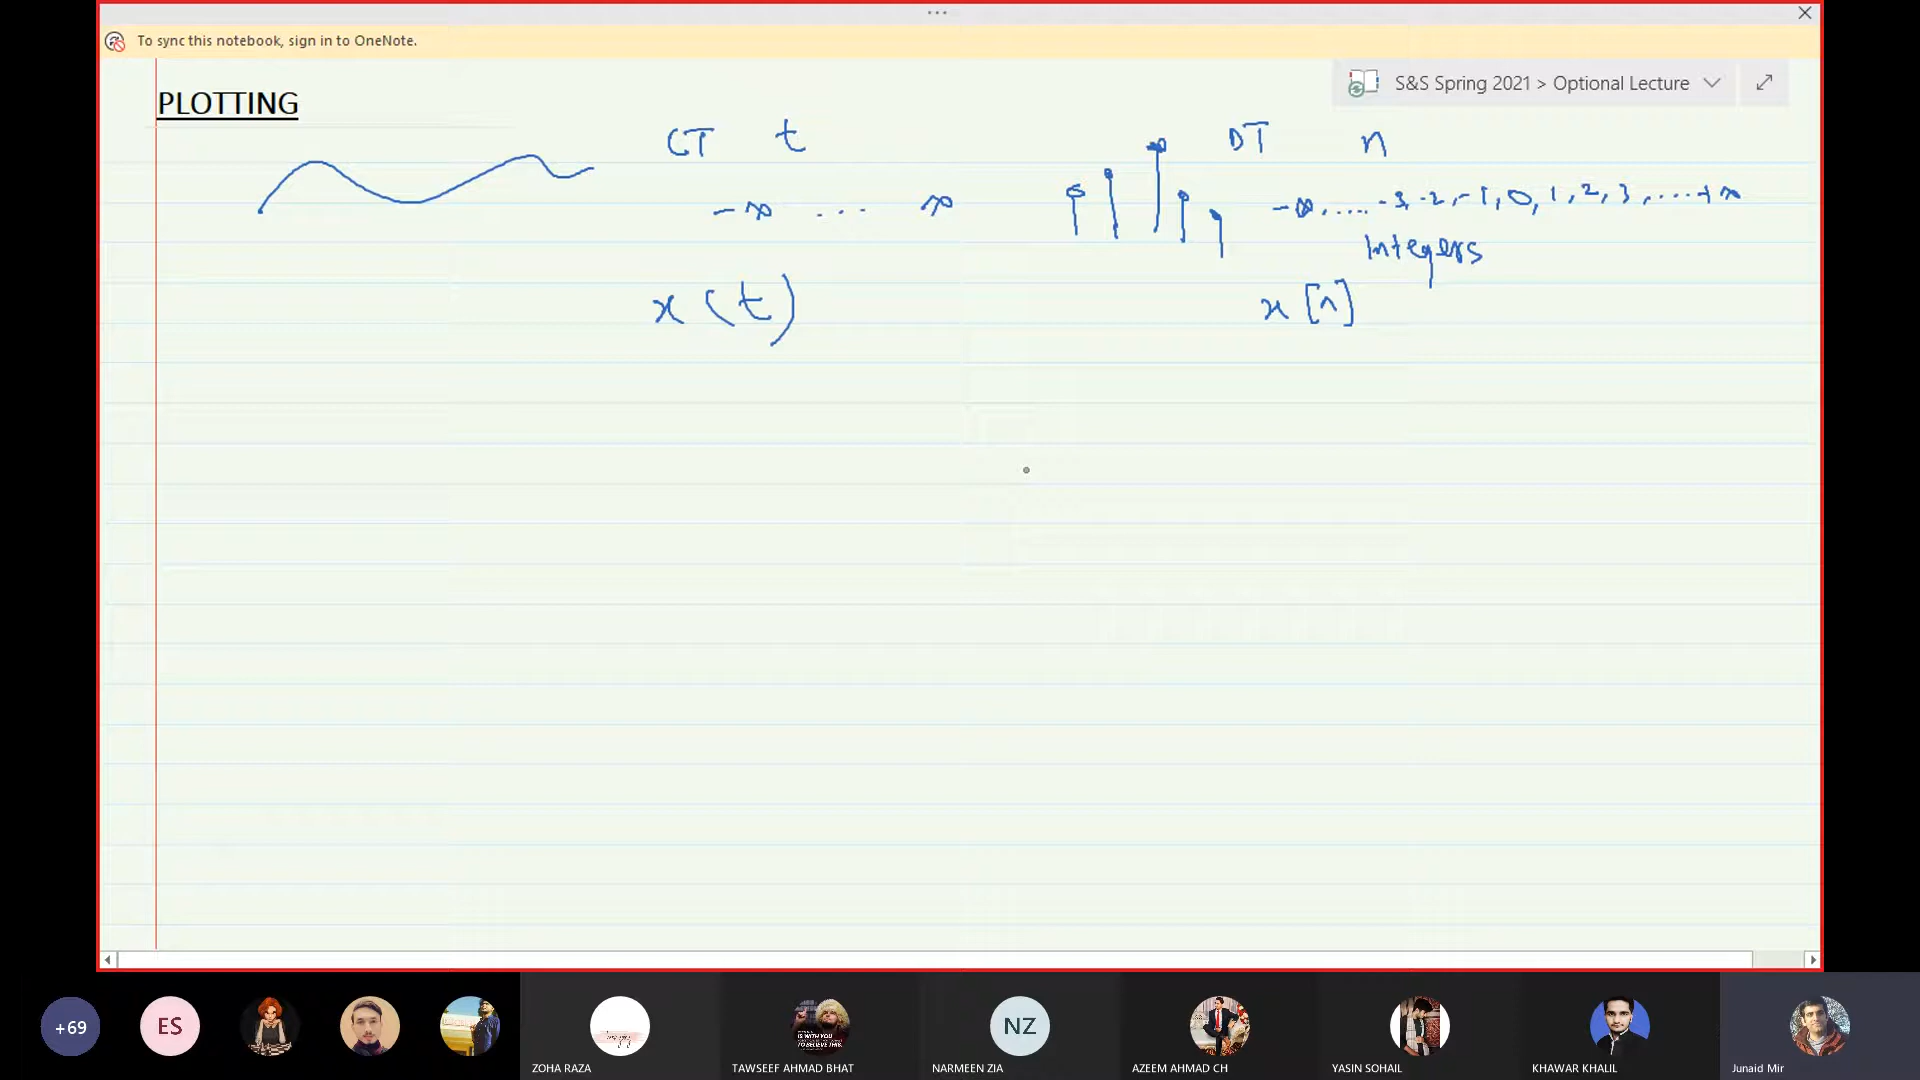 To sync this notebook, sign in to OneNote.
S&S Spring 2021 > Optional Lecture
PLOTTING
CT t
DT n
-∞ ... ∞
-∞, .... -3, -2, -1, 0, 1, 2, 3, .... +∞
Integers
x (t)
x [n]
+69
ES
NZ
ZOHA RAZA
TAWSEEF AHMAD BHAT
NARMEEN ZIA
AZEEM AHMAD CH
YASIN SOHAIL
KHAWAR KHALIL
Junaid Mir